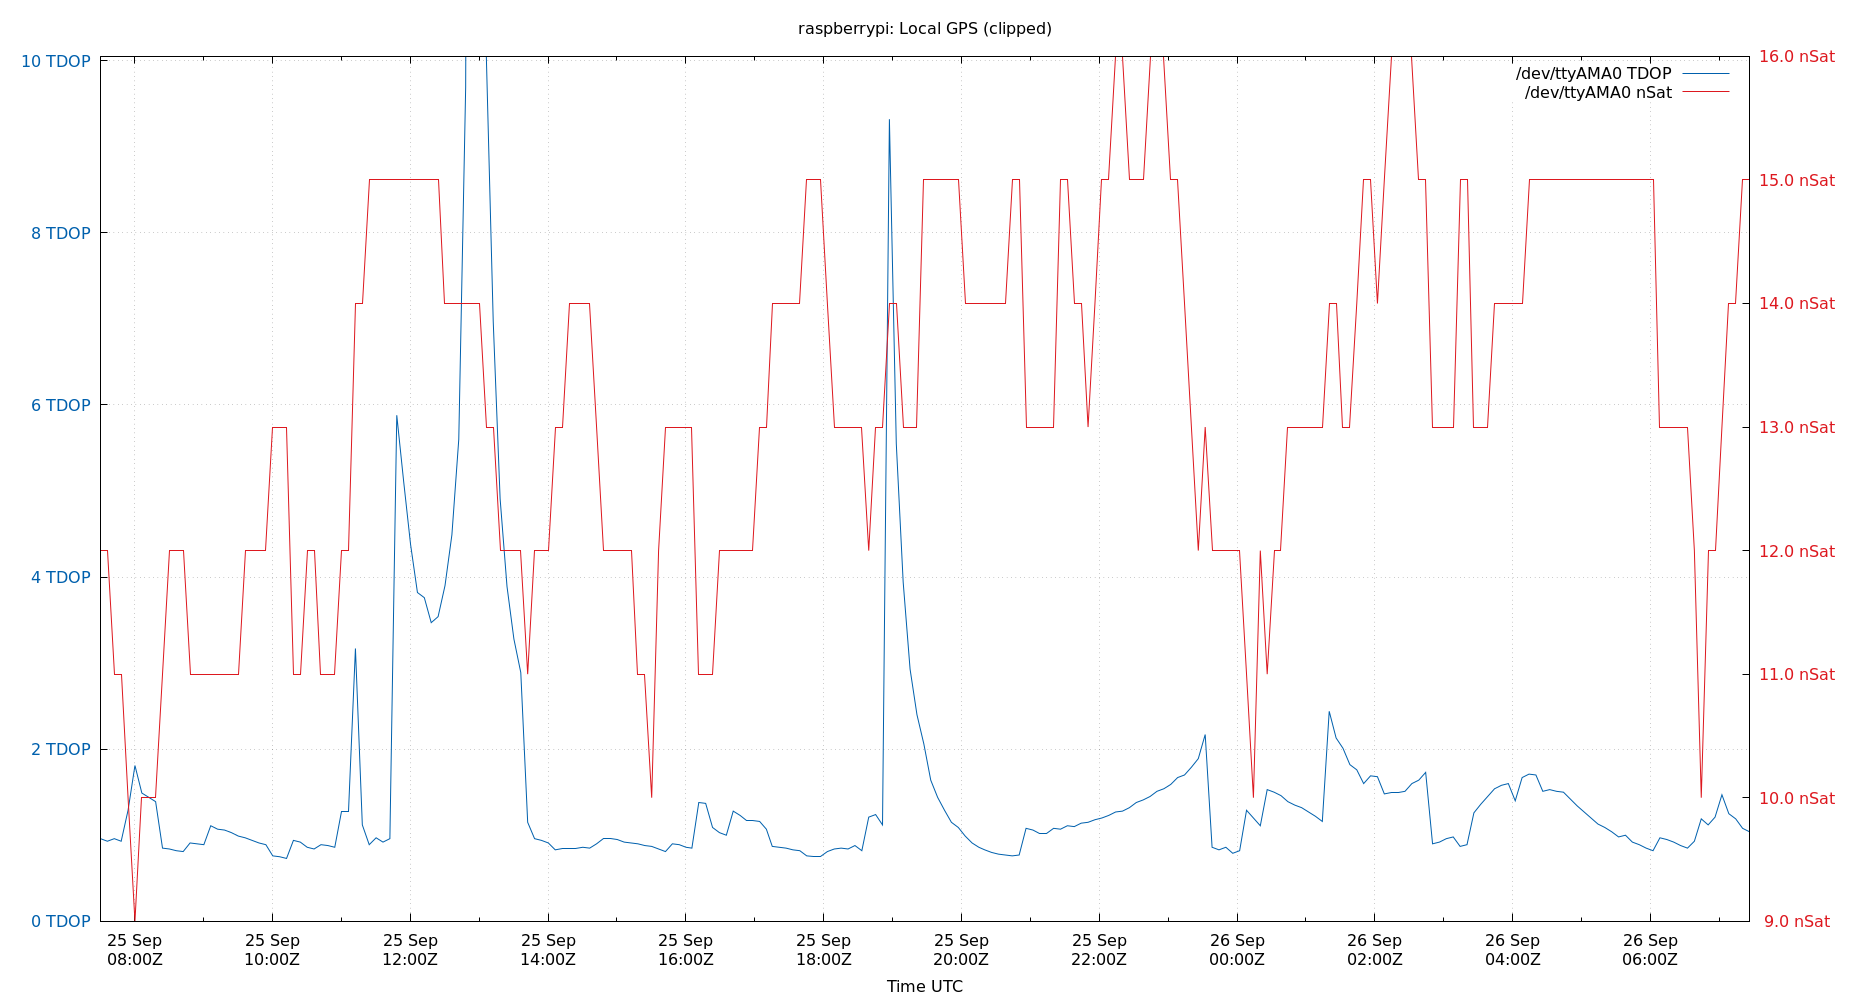 raspberrypi: Local GPS (clipped)
10 TDOP
8 TDOP
6 TDOP
4 TDOP
2 TDOP
0 TDOP
16.0 nSat
15.0 nSat
14.0 nSat
13.0 nSat
12.0 nSat
11.0 nSat
10.0 nSat
9.0 nSat
/dev/ttyAMA0 TDOP
/dev/ttyAMA0 nSat
25 Sep
08:00Z
25 Sep
10:00Z
25 Sep
12:00Z
25 Sep
14:00Z
25 Sep
16:00Z
25 Sep
18:00Z
25 Sep
20:00Z
25 Sep
22:00Z
26 Sep
00:00Z
26 Sep
02:00Z
26 Sep
04:00Z
26 Sep
06:00Z
Time UTC